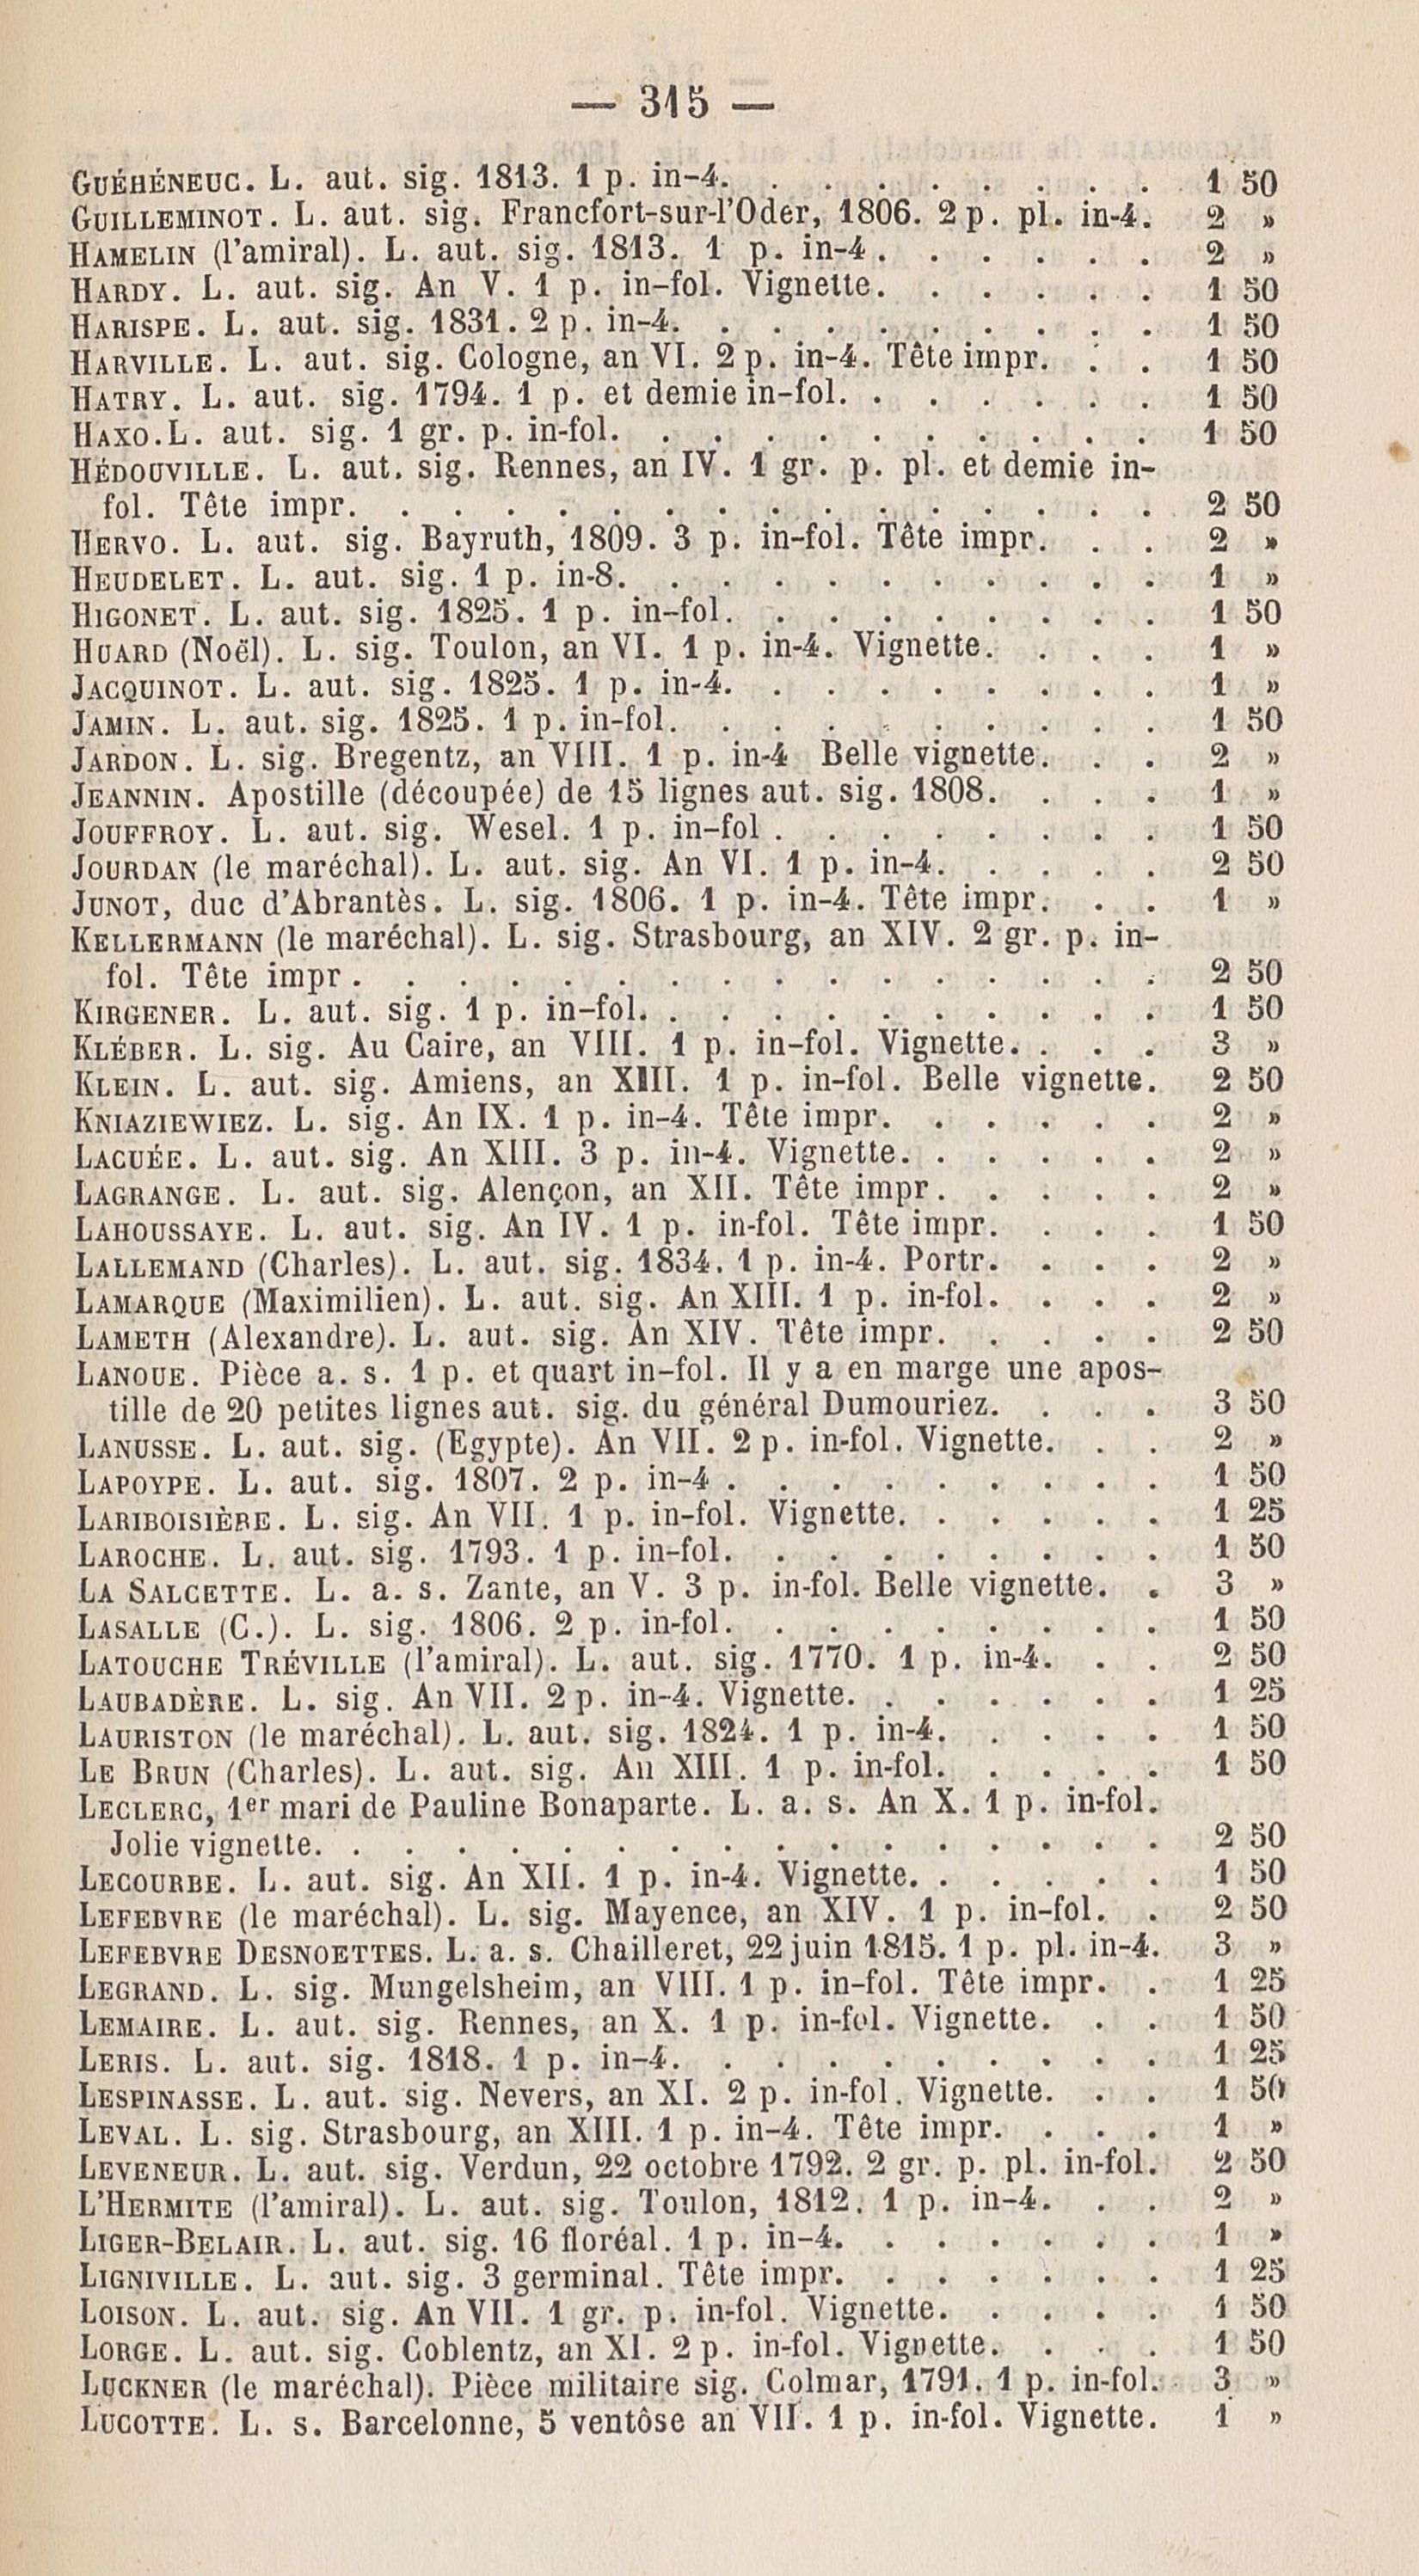 — 315 —
GUÉHÉNEUC. L. aut. sig. 1813. 1 p. in-4. . . . . . . . . 1 50
GUILLEMINOT. L. aut. sig. Francfort-sur-l'Oder, 1806. 2 p. pl. in-4. 2 »
HAMELIN (l'amiral). L. aut. sig. 1813. 1 p. in-4 . . . . . . 2 »
HARDY. L. aut. sig. An V. 1 p. in-fol. Vignette. . . . . . 1 50
HARISPE. L. aut. sig. 1831. 2 p. in-4. . . . . . . . . . 1 50
HARVILLE. L. aut. sig. Cologne, an VI. 2 p. in-4. Tête impr. . . 1 50
HATRY. L. aut. sig. 1794. 1 p. et demie in-fol. . . . . . . 1 50
HAXO. L. aut. sig. 1 gr. p. in-fol. . . . . . . . . . . 1 50
HÉDOUVILLE. L. aut. sig. Rennes, an IV. 1 gr. p. pl. et demie in-
fol. Tête impr. . . . . . . . . . . . . . . . 2 50
HERVO. L. aut. sig. Bayruth, 1809. 3 p. in-fol. Tête impr. . . 2 »
HEUDELET. L. aut. sig. 1 p. in-8. . . . . . . . . . . 1 »
HIGONET. L. aut. sig. 1825. 1 p. in-fol. . . . . . . . . 1 50
HUARD (Noël). L. sig. Toulon, an VI. 1 p. in-4. Vignette. . . . 1 »
JACQUINOT. L. aut. sig. 1825. 1 p. in-4. . . . . . . . . 1 »
JAMIN. L. aut. sig. 1825. 1 p. in-fol. . . . . . . . . . 1 50
JARDON. L. sig. Bregentz, an VIII. 1 p. in-4 Belle vignette. . . 2 »
JEANNIN. Apostille (découpée) de 15 lignes aut. sig. 1808. . . . 1 »
JOUFFROY. L. aut. sig. Wesel. 1 p. in-fol . . . . . . . . 1 50
JOURDAN (le maréchal). L. aut. sig. An VI. 1 p. in-4. . . . . 2 50
JUNOT, duc d'Abrantès. L. sig. 1806. 1 p. in-4. Tête impr. . . 1 »
KELLERMANN (le maréchal). L. sig. Strasbourg, an XIV. 2 gr. p. in-
fol. Tête impr . . . . . . . . . . . . . . . . 2 50
KIRGENER. L. aut. sig. 1 p. in-fol. . . . . . . . . . . 1 50
KLÉBER. L. sig. Au Caire, an VIII. 1 p. in-fol. Vignette. . . . 3 »
KLEIN. L. aut. sig. Amiens, an XIII. 1 p. in-fol. Belle vignette. 2 50
KNIAZIEWIEZ. L. sig. An IX. 1 p. in-4. Tête impr. . . . . . 2 »
LACUÉE. L. aut. sig. An XIII. 3 p. in-4. Vignette. . . . . . 2 »
LAGRANGE. L. aut. sig. Alençon, an XII. Tête impr. . . . . 2 »
LAHOUSSAYE. L. aut. sig. An IV. 1 p. in-fol. Tête impr. . . . 1 50
LALLEMAND (Charles). L. aut. sig. 1834. 1 p. in-4. Portr. . . . 2 »
LAMARQUE (Maximilien). L. aut. sig. An XIII. 1 p. in-fol. . . . 2 »
LAMETH (Alexandre). L. aut. sig. An XIV. Tête impr. . . . . 2 50
LANOUE. Pièce a. s. 1 p. et quart in-fol. Il y a en marge une apos-
tille de 20 petites lignes aut. sig. du général Dumouriez. . . . 3 50
LANUSSE. L. aut. sig. (Egypte). An VII. 2 p. in-fol. Vignette. . . 2 »
LAPOYPE. L. aut. sig. 1807. 2 p. in-4 . . . . . . . . . 1 50
LARIBOISIÈRE. L. sig. An VII. 1 p. in-fol. Vignette. . . . . . 1 25
LAROCHE. L. aut. sig. 1793. 1 p. in-fol. . . . . . . . . 1 50
LA SALCETTE. L. a. s. Zante, an V. 3 p. in-fol. Belle vignette. . 3 »
LASALLE (C.). L. sig. 1806. 2 p. in-fol. . . . . . . . . 1 50
LATOUCHE TRÉVILLE (l'amiral). L. aut. sig. 1770. 1 p. in-4. . . 2 50
LAUBADÈRE. L. sig. An VII. 2 p. in-4. Vignette. . . . . . . 1 25
LAURISTON (le maréchal). L. aut. sig. 1824. 1 p. in-4. . . . . 1 50
LE BRUN (Charles). L. aut. sig. An XIII. 1 p. in-fol. . . . . 1 50
LECLERC, 1er mari de Pauline Bonaparte. L. a. s. An X. 1 p. in-fol.
Jolie vignette. . . . . . . . . . . . . . . . . 2 50
LECOURBE. L. aut. sig. An XII. 1 p. in-4. Vignette. . . . . . 1 50
LEFEBVRE (le maréchal). L. sig. Mayence, an XIV. 1 p. in-fol. . 2 50
LEFEBVRE DESNOETTES. L. a. s. Chailleret, 22 juin 1815. 1 p. pl. in-4. 3 »
LEGRAND. L. sig. Mungelsheim, an VIII. 1 p. in-fol. Tête impr. . 1 25
LEMAIRE. L. aut. sig. Rennes, an X. 1 p. in-fol. Vignette. . . 1 50
LERIS. L. aut. sig. 1818. 1 p. in-4. . . . . . . . . . 1 25
LESPINASSE. L. aut. sig. Nevers, an XI. 2 p. in-fol. Vignette. . . 1 50
LEVAL. L. sig. Strasbourg, an XIII. 1 p. in-4. Tête impr. . . . 1 »
LEVENEUR. L. aut. sig. Verdun, 22 octobre 1792. 2 gr. p. pl. in-fol. 2 50
L'HERMITE (l'amiral). L. aut. sig. Toulon, 1812. 1 p. in-4. . . 2 »
LIGER-BELAIR. L. aut. sig. 16 floréal. 1 p. in-4. . . . . . . 1 »
LIGNIVILLE. L. aut. sig. 3 germinal. Tête impr. . . . . . . 1 25
LOISON. L. aut. sig. An VII. 1 gr. p. in-fol. Vignette. . . . . 1 50
LORGE. L. aut. sig. Coblentz, an XI. 2 p. in-fol. Vignette. . . . 1 50
LUCKNER (le maréchal). Pièce militaire sig. Colmar, 1791. 1 p. in-fol. 3 »
LUCOTTE. L. s. Barcelonne, 5 ventôse an VII. 1 p. in-fol. Vignette. 1 »